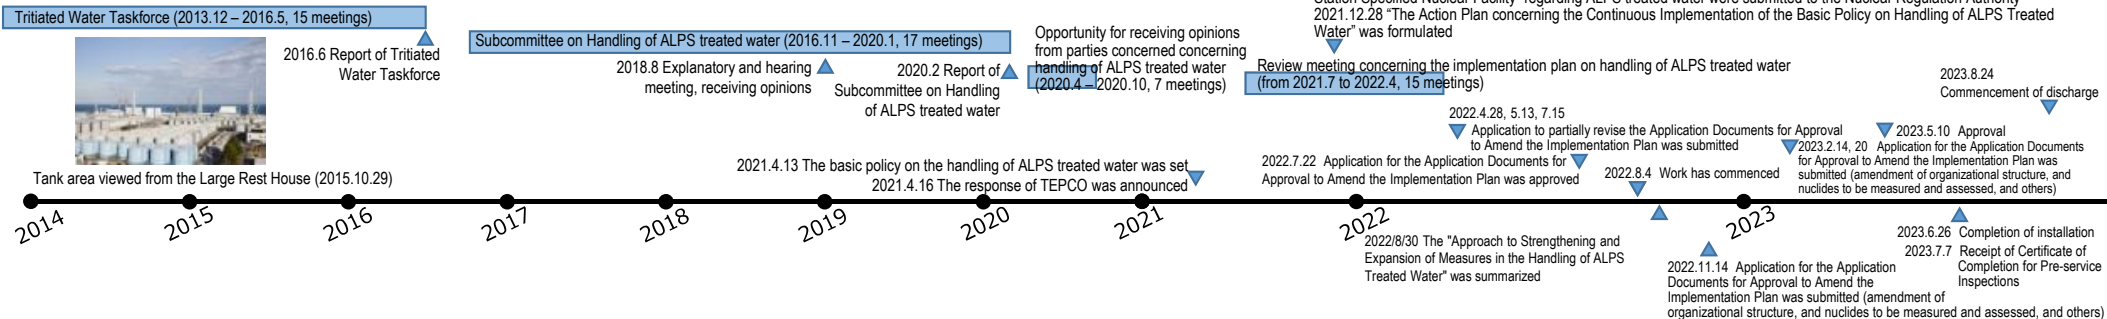 Tritiated Water Taskforce (2013.12 – 2016.5, 15 meetings)
2016.6 Report of Tritiated
Water Taskforce
Tank area viewed from the Large Rest House (2015.10.29)
Subcommittee on Handling of ALPS treated water (2016.11 – 2020.1, 17 meetings)
2018.8 Explanatory and hearing
meeting, receiving opinions
2020.2 Report of
Subcommittee on Handling
of ALPS treated water
Opportunity for receiving opinions
from parties concerned concerning
handling of ALPS treated water
(2020.4 – 2020.10, 7 meetings)
2021.4.13 The basic policy on the handling of ALPS treated water was set
2021.4.16 The response of TEPCO was announced
Station Specified Nuclear Facility" regarding ALPS treated water were submitted to the Nuclear Regulation Authority
2021.12.28 “The Action Plan concerning the Continuous Implementation of the Basic Policy on Handling of ALPS Treated
Water” was formulated
Review meeting concerning the implementation plan on handling of ALPS treated water
(from 2021.7 to 2022.4, 15 meetings)
2022.4.28, 5.13, 7.15
Application to partially revise the Application Documents for Approval
to Amend the Implementation Plan was submitted
2022.7.22 Application for the Application Documents for
Approval to Amend the Implementation Plan was approved
2022.8.4 Work has commenced
2023.8.24
Commencement of discharge
2023.5.10 Approval
2023.2.14, 20 Application for the Application Documents
for Approval to Amend the Implementation Plan was
submitted (amendment of organizational structure, and
nuclides to be measured and assessed, and others)
2014
2015
2016
2017
2018
2019
2020
2021
2022
2023
2022/8/30 The "Approach to Strengthening and
Expansion of Measures in the Handling of ALPS
Treated Water" was summarized
2022.11.14 Application for the Application
Documents for Approval to Amend the
Implementation Plan was submitted (amendment of
organizational structure, and nuclides to be measured and assessed, and others)
2023.6.26 Completion of installation
2023.7.7 Receipt of Certificate of
Completion for Pre-service
Inspections